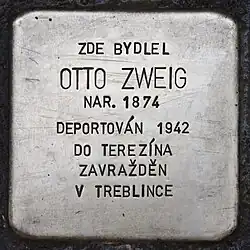 ZDE BYDLEL
OTTO ZWEIG
NAR. 1874
DEPORTOVÁN 1942
DO TEREZÍNA
ZAVRAŽDĚN
V TREBLINCE